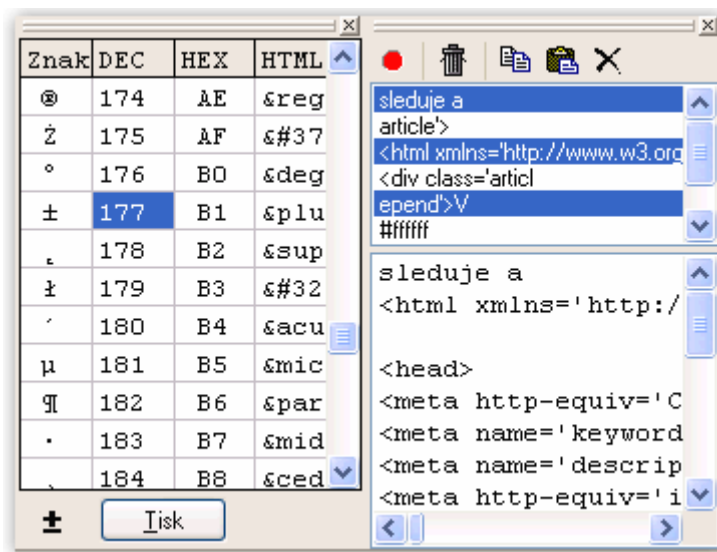 Znak DEC HEX HTML
® 174 AE &reg
Ż 175 AF &#37
° 176 B0 &deg
± 177 B1 &plu
˛ 178 B2 &sup
ł 179 B3 &#32
´ 180 B4 &acu
µ 181 B5 &mic
¶ 182 B6 &par
· 183 B7 &mid
¸ 184 B8 &ced
± Tisk
sleduje a
article'>
<html xmlns='http://www.w3.org
<div class='articl
epend'>V
#ffffff
sleduje a
<html xmlns='http:/
<head>
<meta http-equiv='C
<meta name='keyword
<meta name='descrip
<meta http-equiv='i